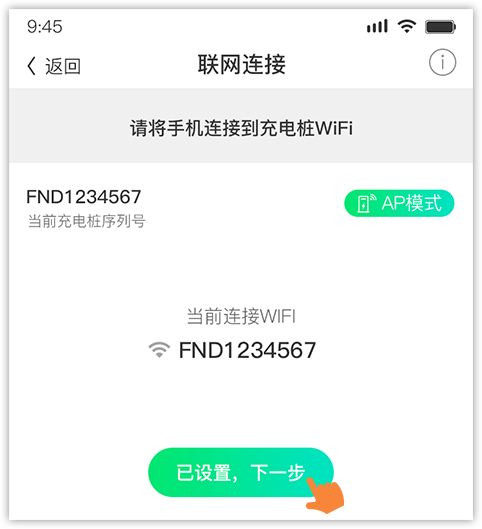 9:45
返回
联网连接
请将手机连接到充电桩WiFi
FND1234567
当前充电桩序列号
AP模式
当前连接WIFI
FND1234567
已设置，下一步